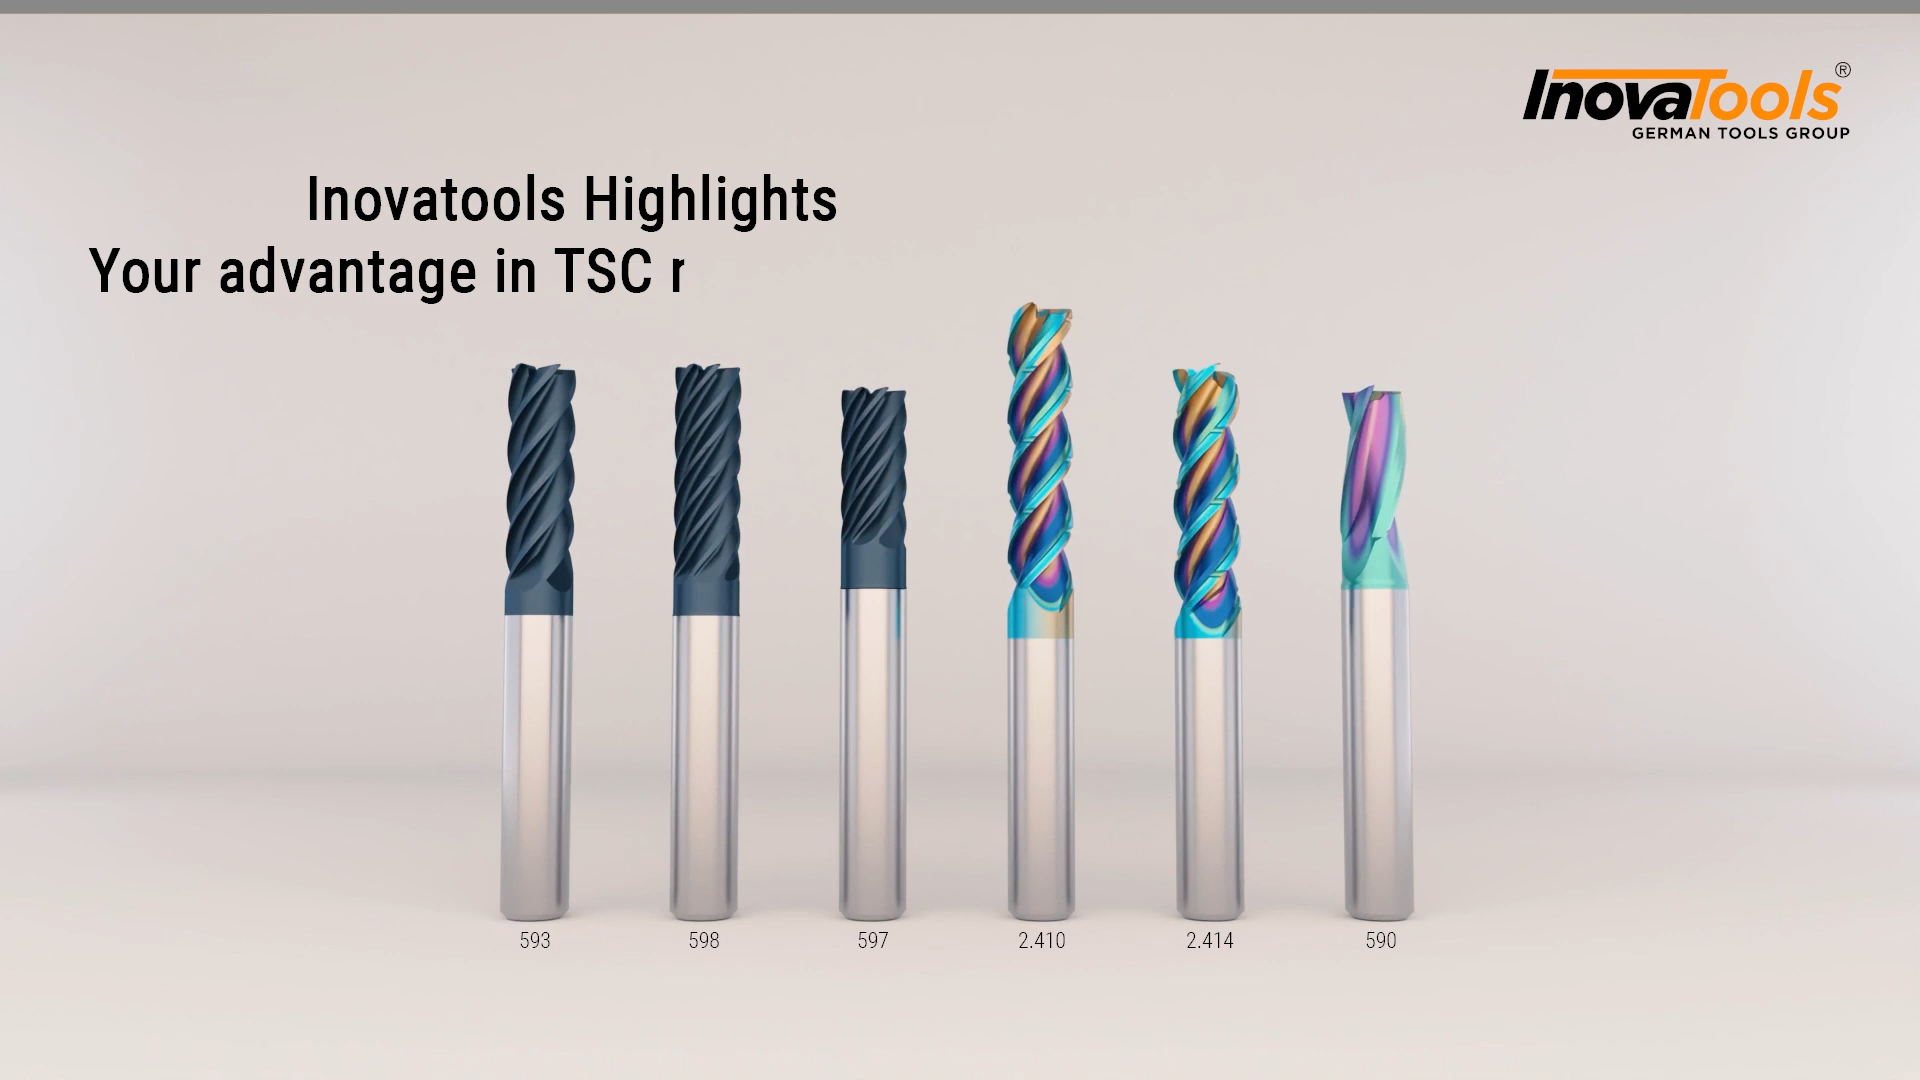 InovaTools®
GERMAN TOOLS GROUP
Inovatools Highlights
Your advantage in TSC r
593 598 597 2.410 2.414 590